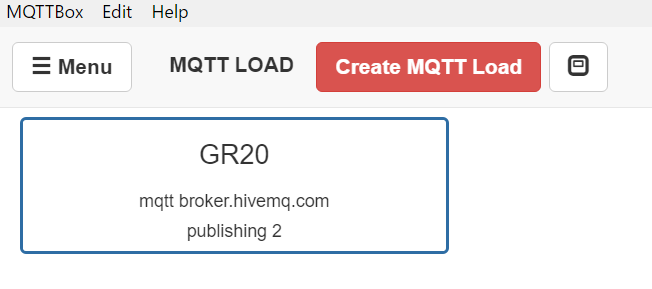 MQTTBox Edit Help
Menu MQTT LOAD Create MQTT Load
GR20
mqtt broker.hivemq.com
publishing 2